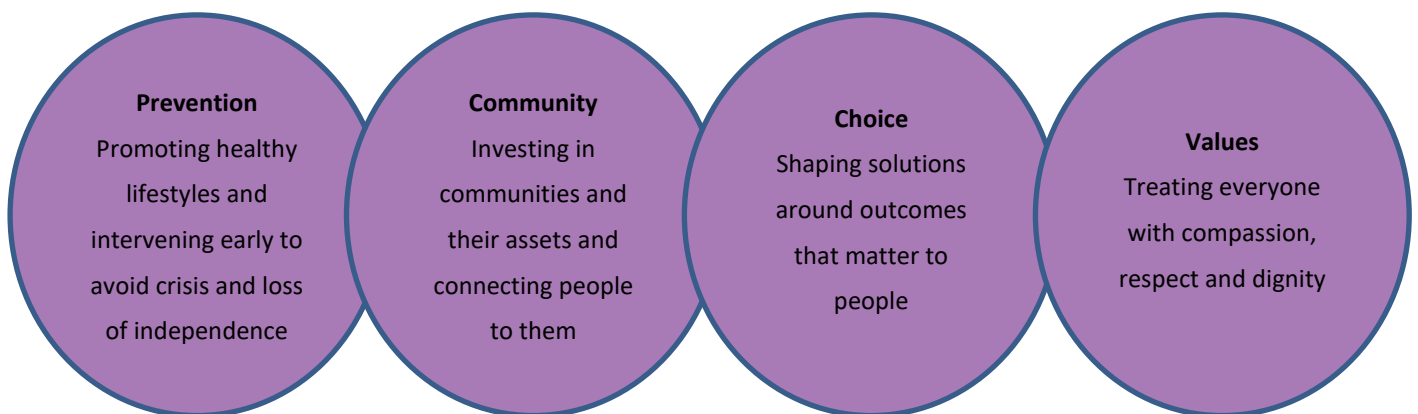 Prevention
Promoting healthy
lifestyles and
intervening early to
avoid crisis and loss
of independence
Community
Investing in
communities and
their assets and
connecting people
to them
Choice
Shaping solutions
around outcomes
that matter to
people
Values
Treating everyone
with compassion,
respect and dignity